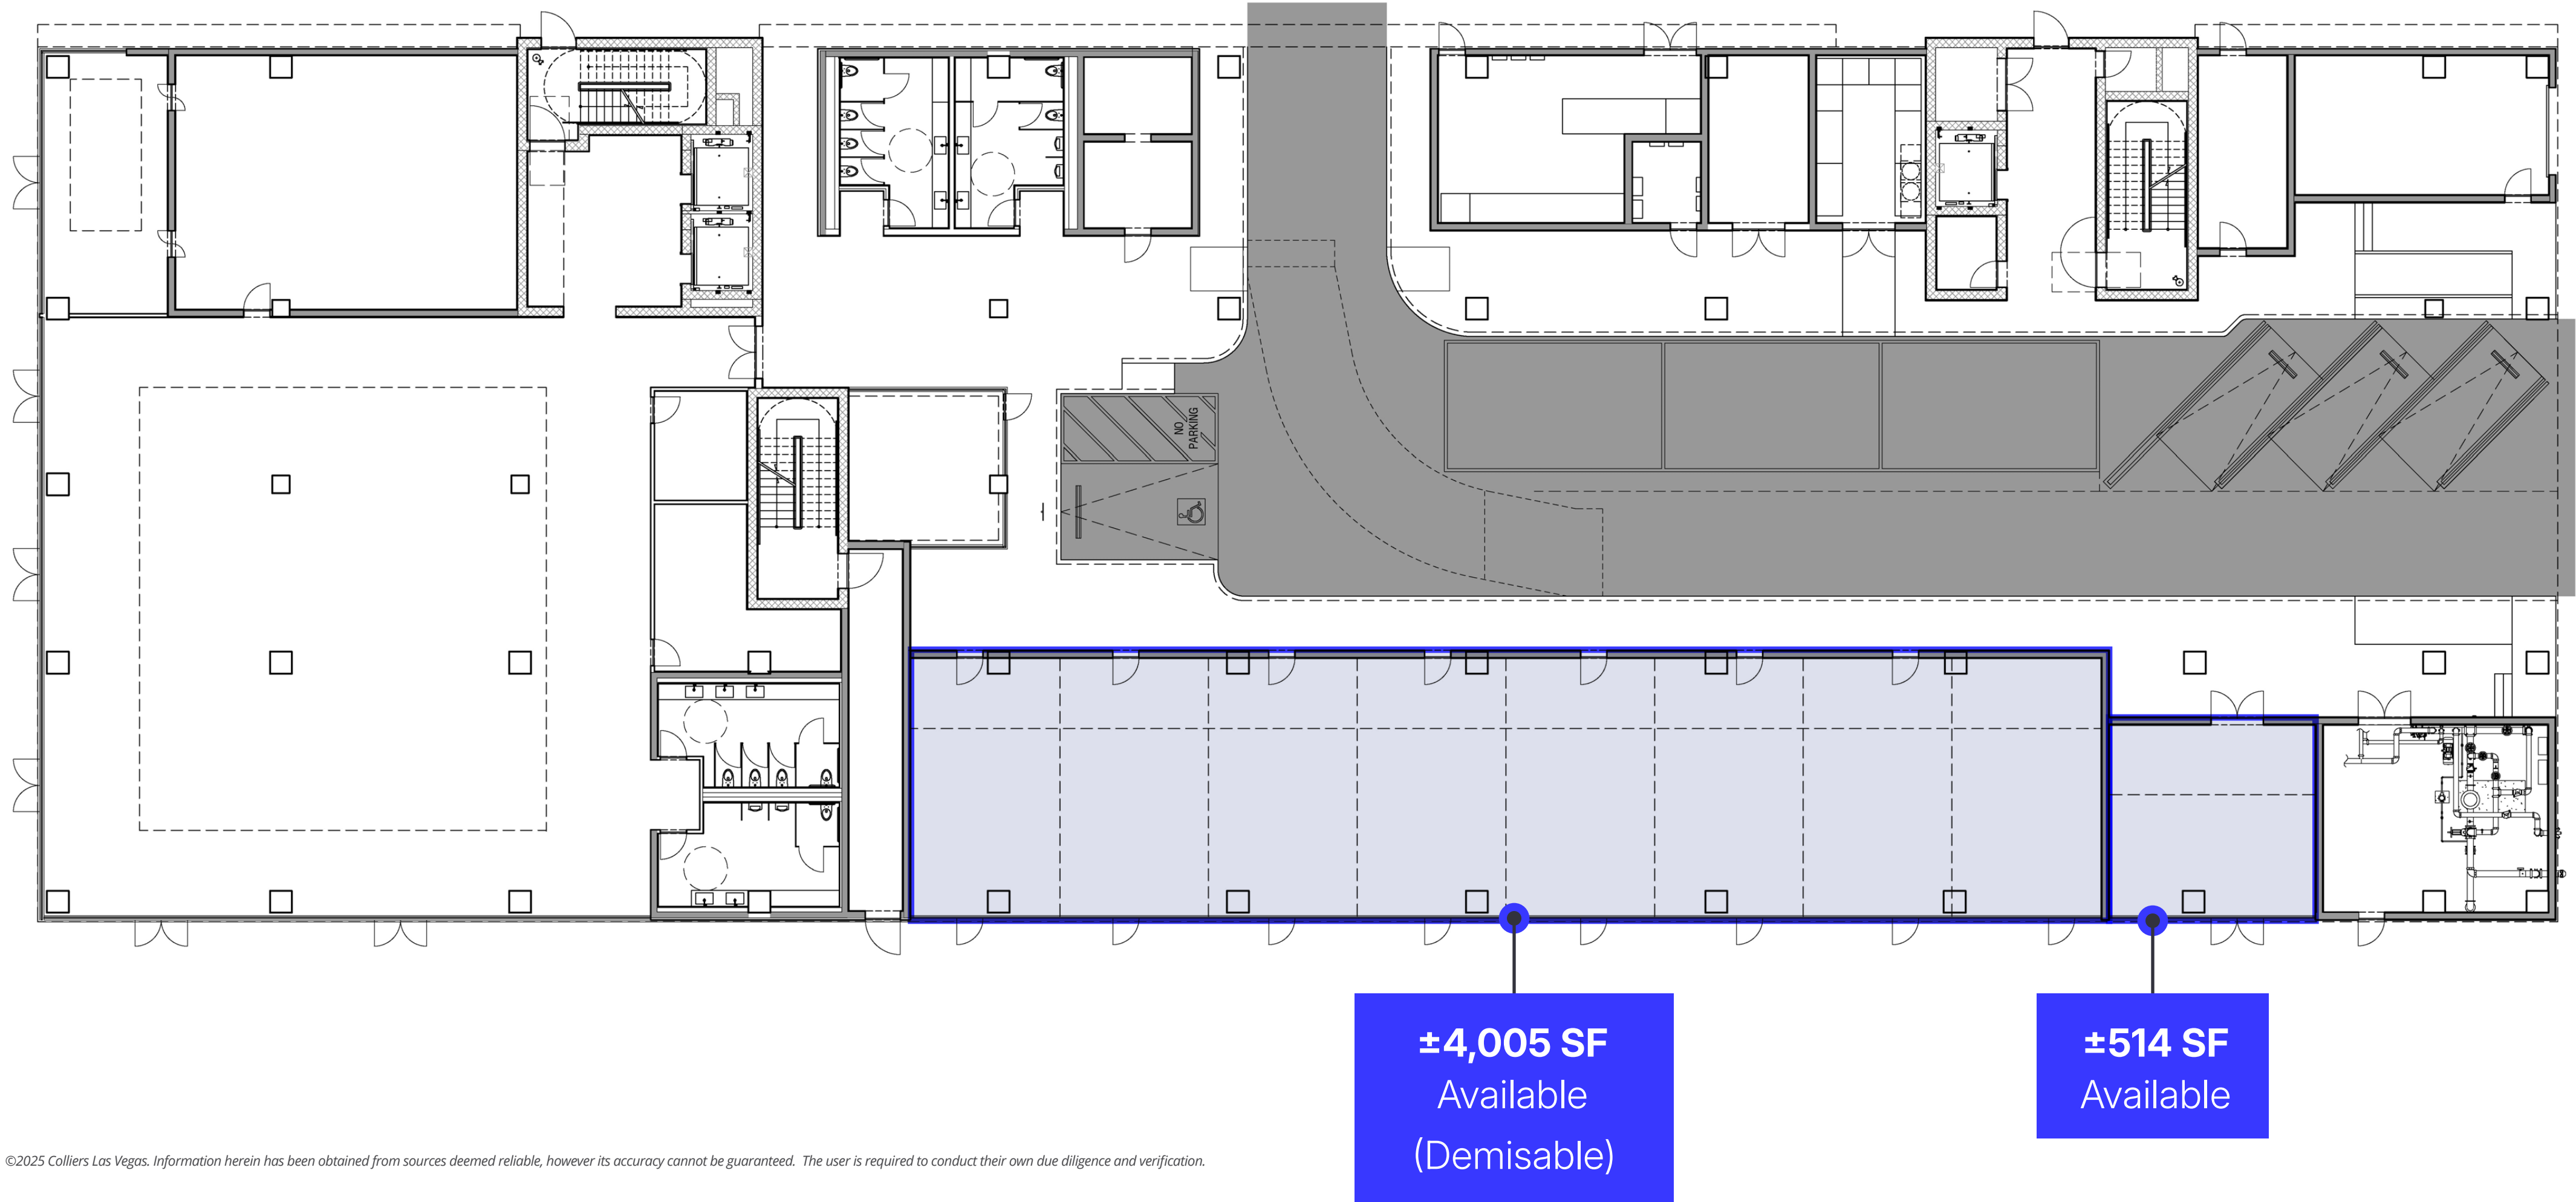 NO
PARKING
±4,005 SF
Available
(Demisable)
±514 SF
Available
©2025 Colliers Las Vegas. Information herein has been obtained from sources deemed reliable, however its accuracy cannot be guaranteed. The user is required to conduct their own due diligence and verification.